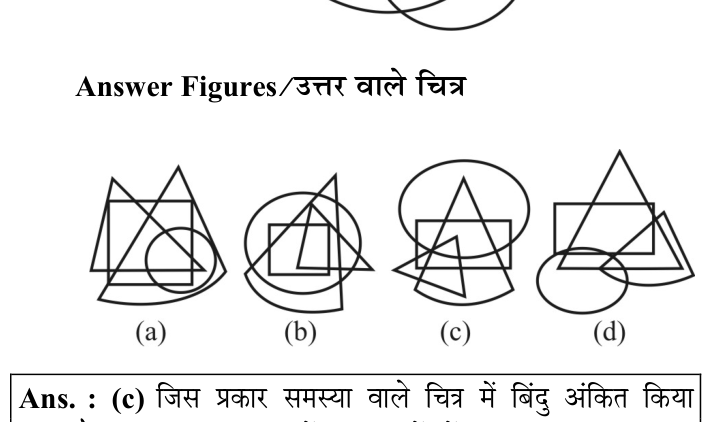 Answer Figures/उत्तर वाले चित्र
(a) (b) (c) (d)
Ans. : (c) जिस प्रकार समस्या वाले चित्र में बिंदु अंकित किया